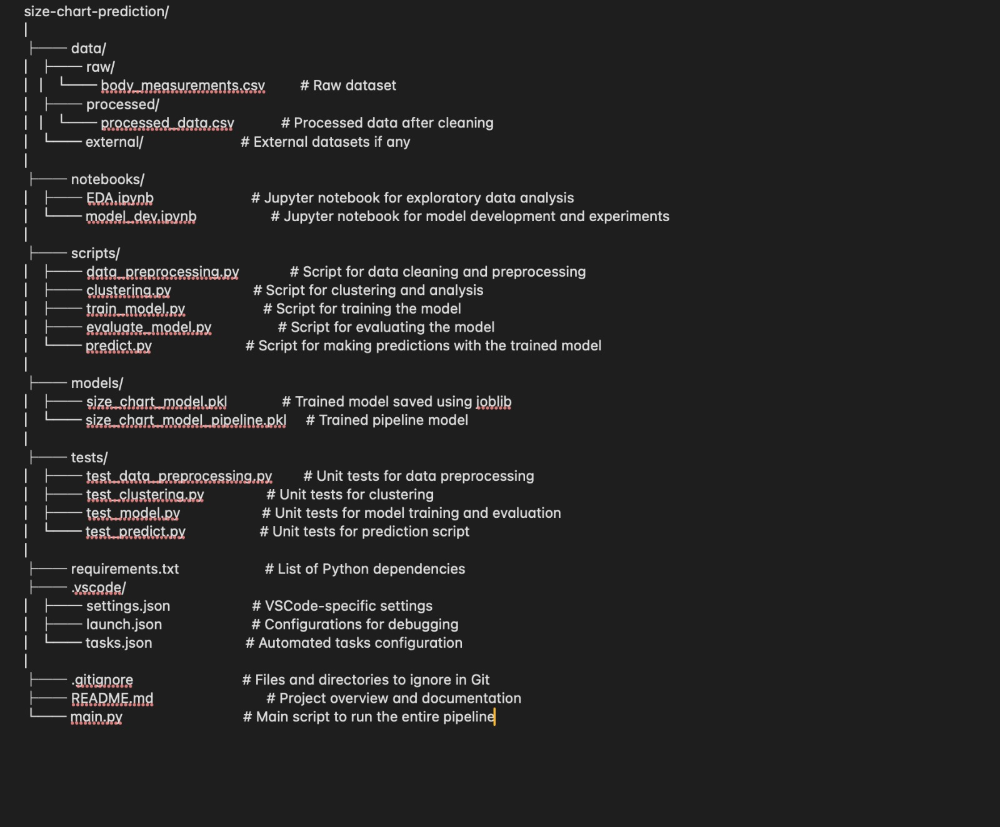 size-chart-prediction/
│
├── data/
│ ├── raw/
│ │ └── body_measurements.csv # Raw dataset
│ ├── processed/
│ │ └── processed_data.csv # Processed data after cleaning
│ └── external/ # External datasets if any
│
├── notebooks/
│ ├── EDA.ipynb # Jupyter notebook for exploratory data analysis
│ └── model_dev.ipynb # Jupyter notebook for model development and experiments
│
├── scripts/
│ ├── data_preprocessing.py # Script for data cleaning and preprocessing
│ ├── clustering.py # Script for clustering and analysis
│ ├── train_model.py # Script for training the model
│ ├── evaluate_model.py # Script for evaluating the model
│ └── predict.py # Script for making predictions with the trained model
│
├── models/
│ ├── size_chart_model.pkl # Trained model saved using joblib
│ └── size_chart_model_pipeline.pkl # Trained pipeline model
│
├── tests/
│ ├── test_data_preprocessing.py # Unit tests for data preprocessing
│ ├── test_clustering.py # Unit tests for clustering
│ ├── test_model.py # Unit tests for model training and evaluation
│ └── test_predict.py # Unit tests for prediction script
│
├── requirements.txt # List of Python dependencies
├── .vscode/
│ ├── settings.json # VSCode-specific settings
│ ├── launch.json # Configurations for debugging
│ └── tasks.json # Automated tasks configuration
│
├── .gitignore # Files and directories to ignore in Git
├── README.md # Project overview and documentation
└── main.py # Main script to run the entire pipeline